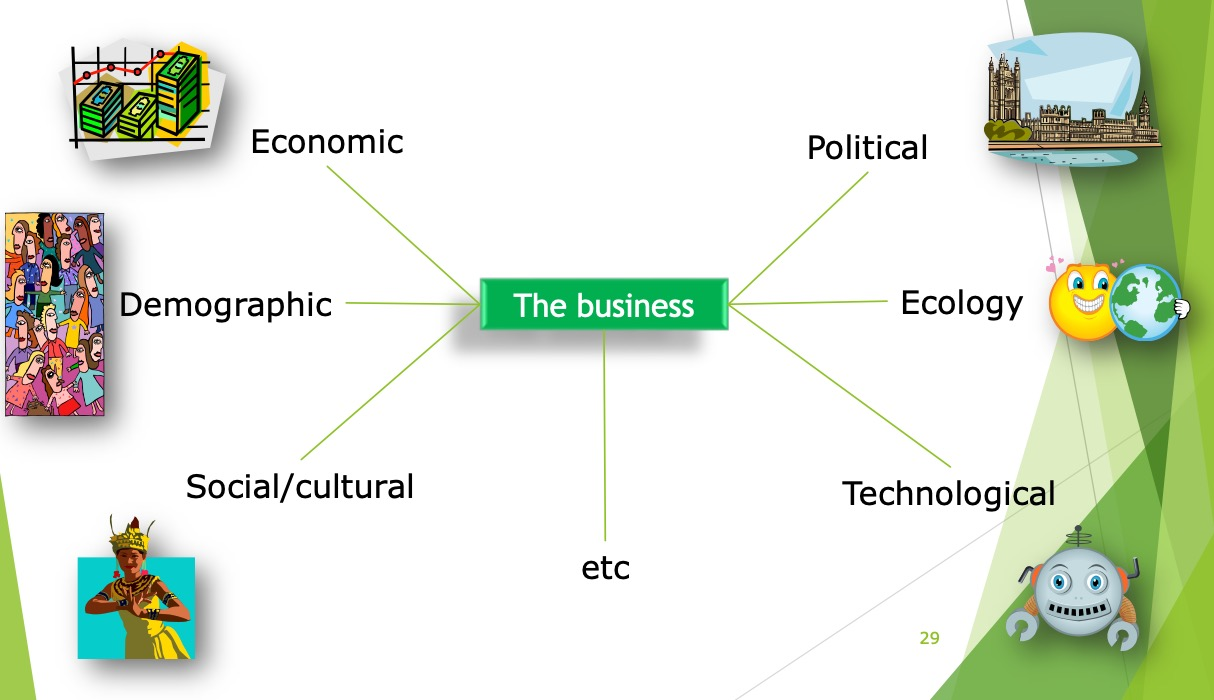 Economic
Political
Demographic
The business
Ecology
Social/cultural
Technological
etc
29